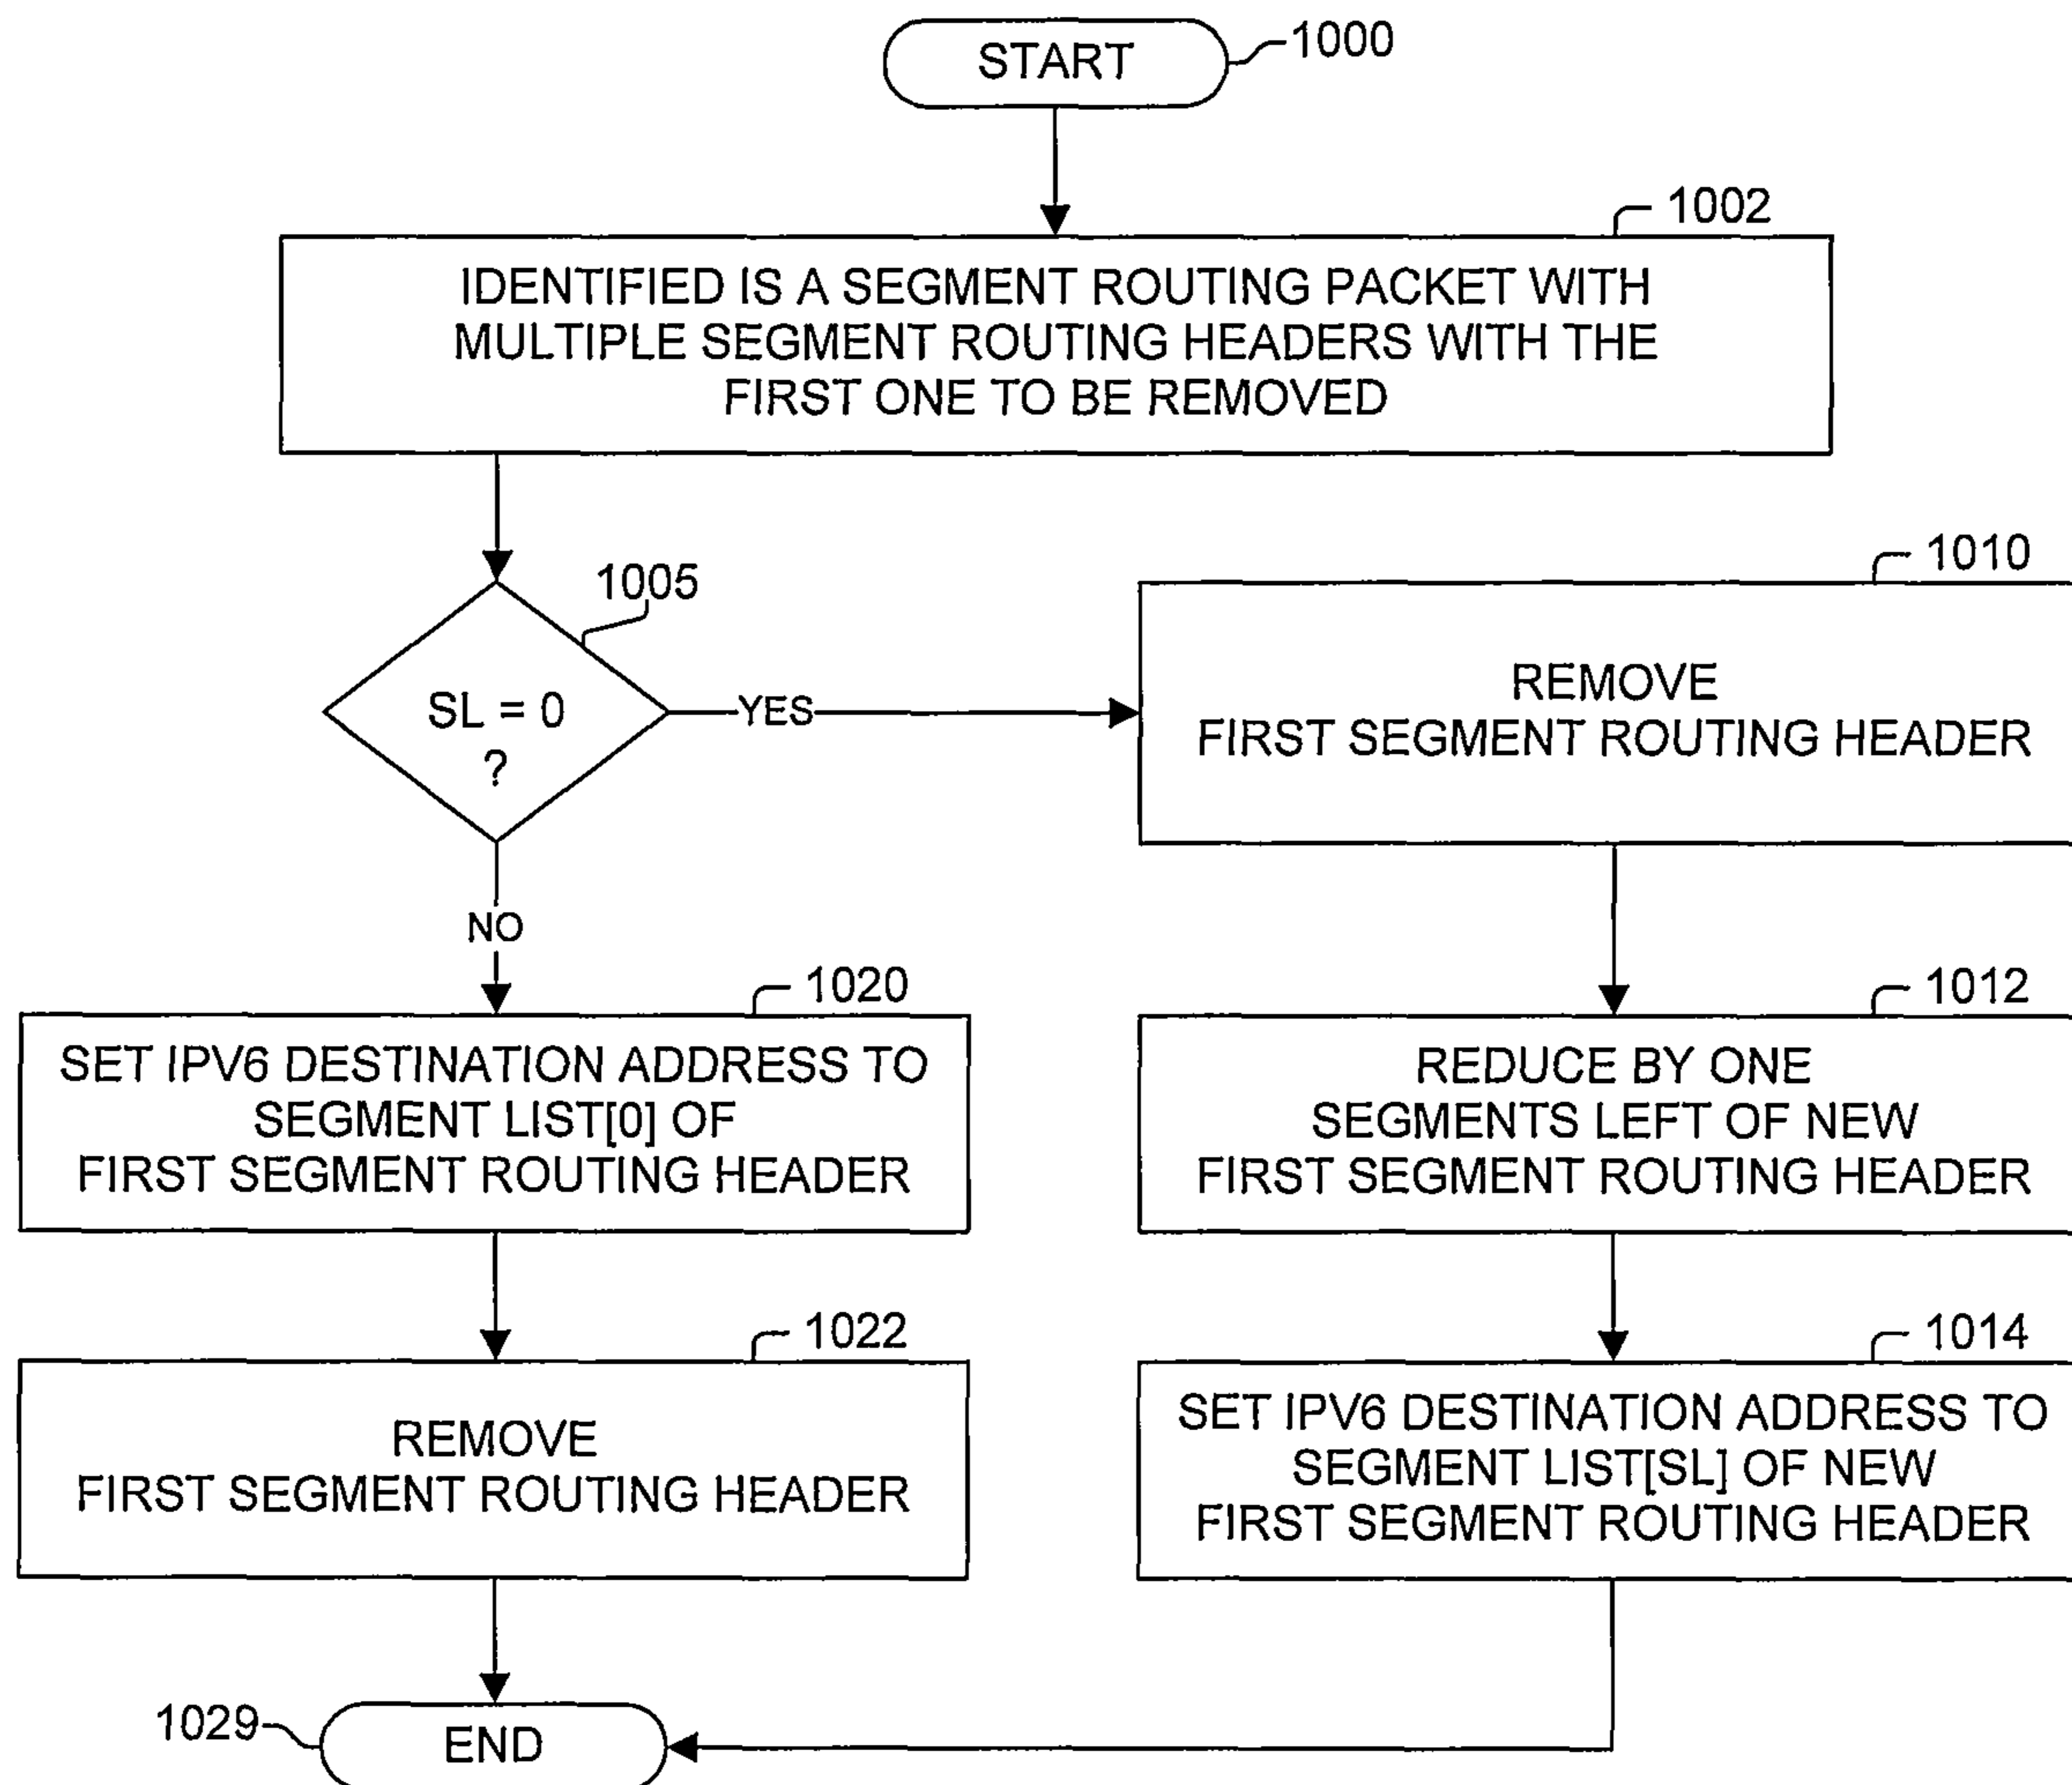 START
1000
1002
IDENTIFIED IS A SEGMENT ROUTING PACKET WITH
MULTIPLE SEGMENT ROUTING HEADERS WITH THE
FIRST ONE TO BE REMOVED
1005
SL = 0
?
YES
1010
REMOVE
FIRST SEGMENT ROUTING HEADER
NO
1020
SET IPV6 DESTINATION ADDRESS TO
SEGMENT LIST[0] OF
FIRST SEGMENT ROUTING HEADER
1012
REDUCE BY ONE
SEGMENTS LEFT OF NEW
FIRST SEGMENT ROUTING HEADER
1022
REMOVE
FIRST SEGMENT ROUTING HEADER
1014
SET IPV6 DESTINATION ADDRESS TO
SEGMENT LIST[SL] OF NEW
FIRST SEGMENT ROUTING HEADER
1029
END